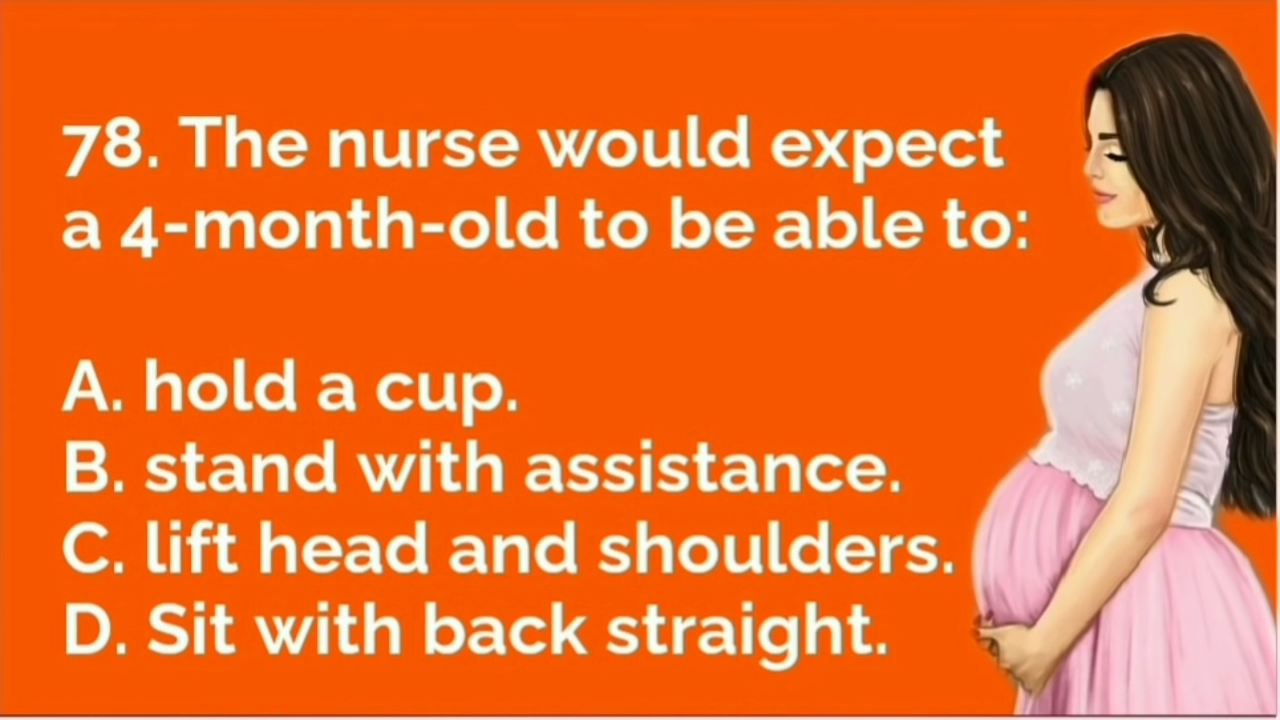 78. The nurse would expect
a 4-month-old to be able to:
A. hold a cup.
B. stand with assistance.
C. lift head and shoulders.
D. Sit with back straight.